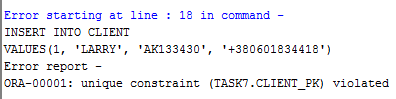 Error starting at line : 18 in command -
INSERT INTO CLIENT
VALUES(1, 'LARRY', 'AK133430', '+380601834418')
Error report -
ORA-00001: unique constraint (TASK7.CLIENT_PK) violated